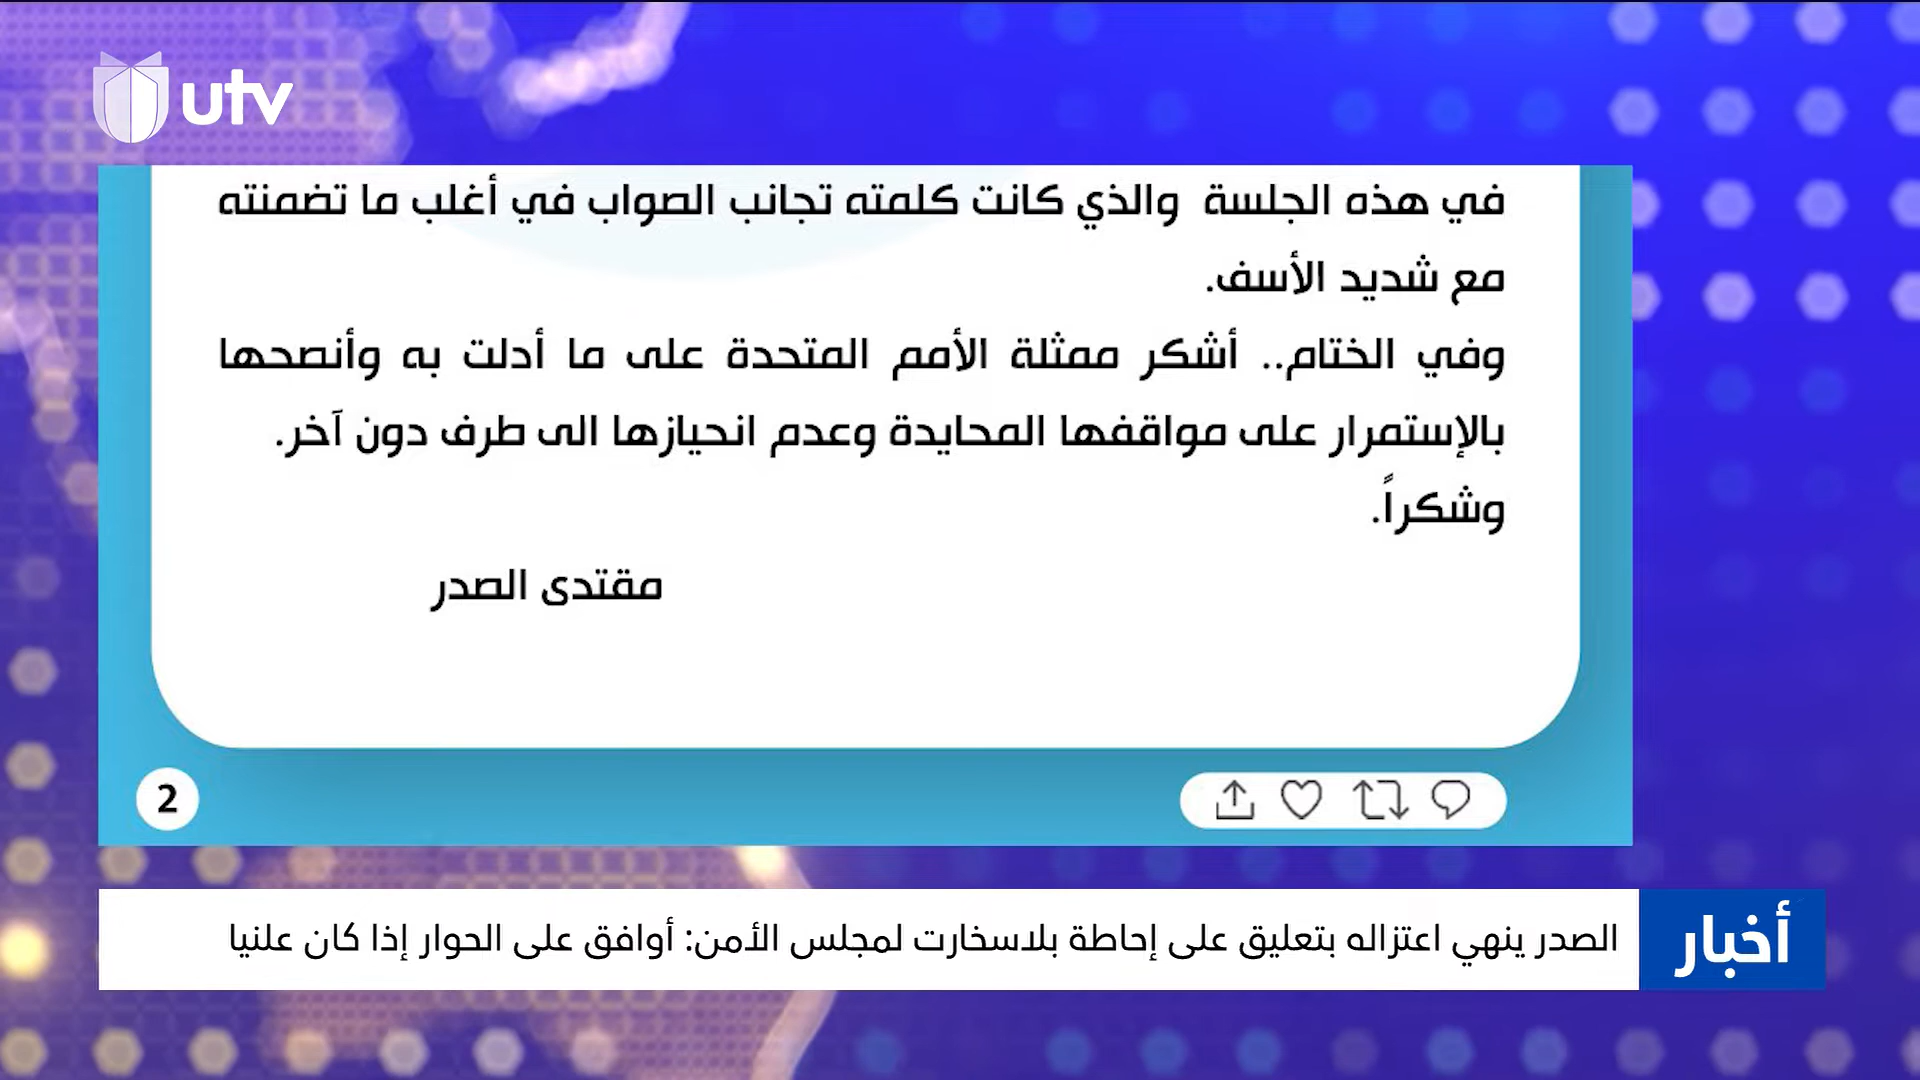 utv
في هذه الجلسة والذي كانت كلمته تجانب الصواب في أغلب ما تضمنته
مع شديد الأسف.
وفي الختام.. أشكر ممثلة الأمم المتحدة على ما أدلت به وأنصحها
بالإستمرار على مواقفها المحايدة وعدم انحيازها الى طرف دون آخر.
وشكراً.
مقتدى الصدر
2
أخبار
الصدر ينهي اعتزاله بتعليق على إحاطة بلاسخارت لمجلس الأمن: أوافق على الحوار إذا كان علنيا